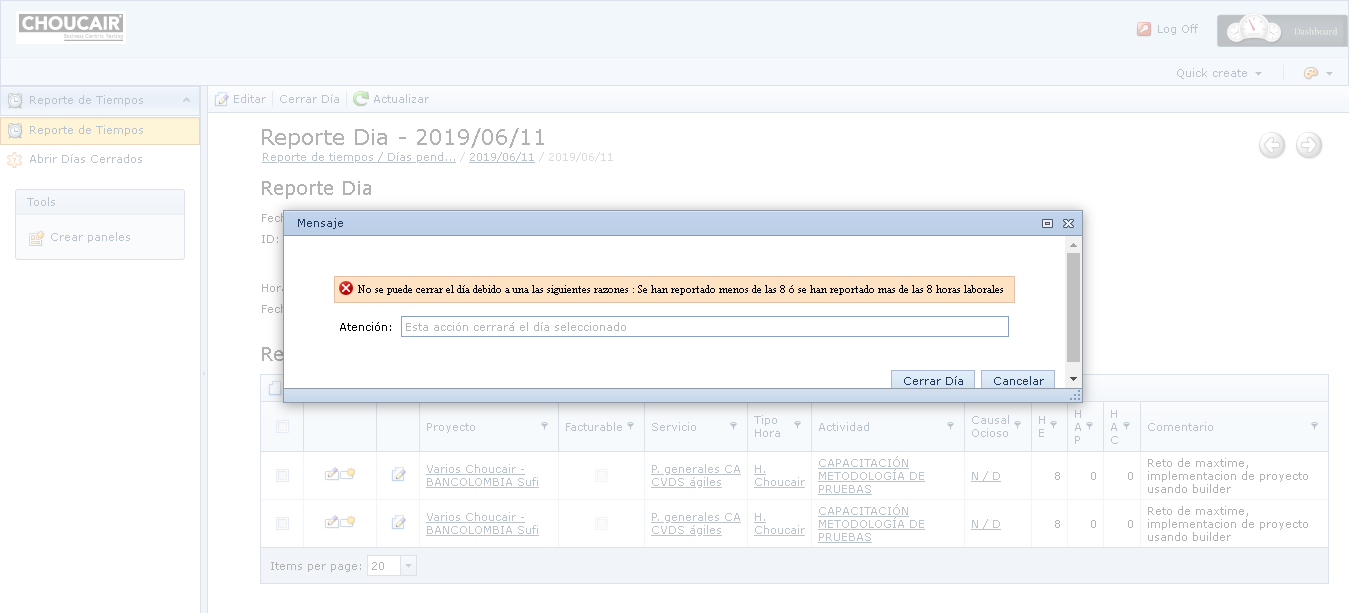 CHOUCAIR
Business Centric Testing
Log Off
Dashboard
Quick create
Reporte de Tiempos
Reporte de Tiempos
Abrir Días Cerrados
Tools
Crear paneles
Editar Cerrar Día Actualizar
Reporte Dia - 2019/06/11
Reporte de tiempos / Días pend... / 2019/06/11 / 2019/06/11
Reporte Dia
Mensaje
ID:
No se puede cerrar el día debido a una las siguientes razones : Se han reportado menos de las 8 ó se han reportado mas de las 8 horas laborales
Atención: Esta acción cerrará el día seleccionado
Cerrar Día Cancelar
Proyecto Facturable Servicio Tipo Hora Actividad Causal Ocioso H E H A P H A C Comentario
Varios Choucair - P. generales CA H. CAPACITACIÓN N / D 8 0 0 Reto de maxtime,
BANCOLOMBIA Sufi CVDS ágiles Choucair METODOLOGÍA DE implementacion de proyecto
PRUEBAS usando builder
Varios Choucair - P. generales CA H. CAPACITACIÓN N / D 8 0 0 Reto de maxtime,
BANCOLOMBIA Sufi CVDS ágiles Choucair METODOLOGÍA DE implementacion de proyecto
PRUEBAS usando builder
Items per page: 20